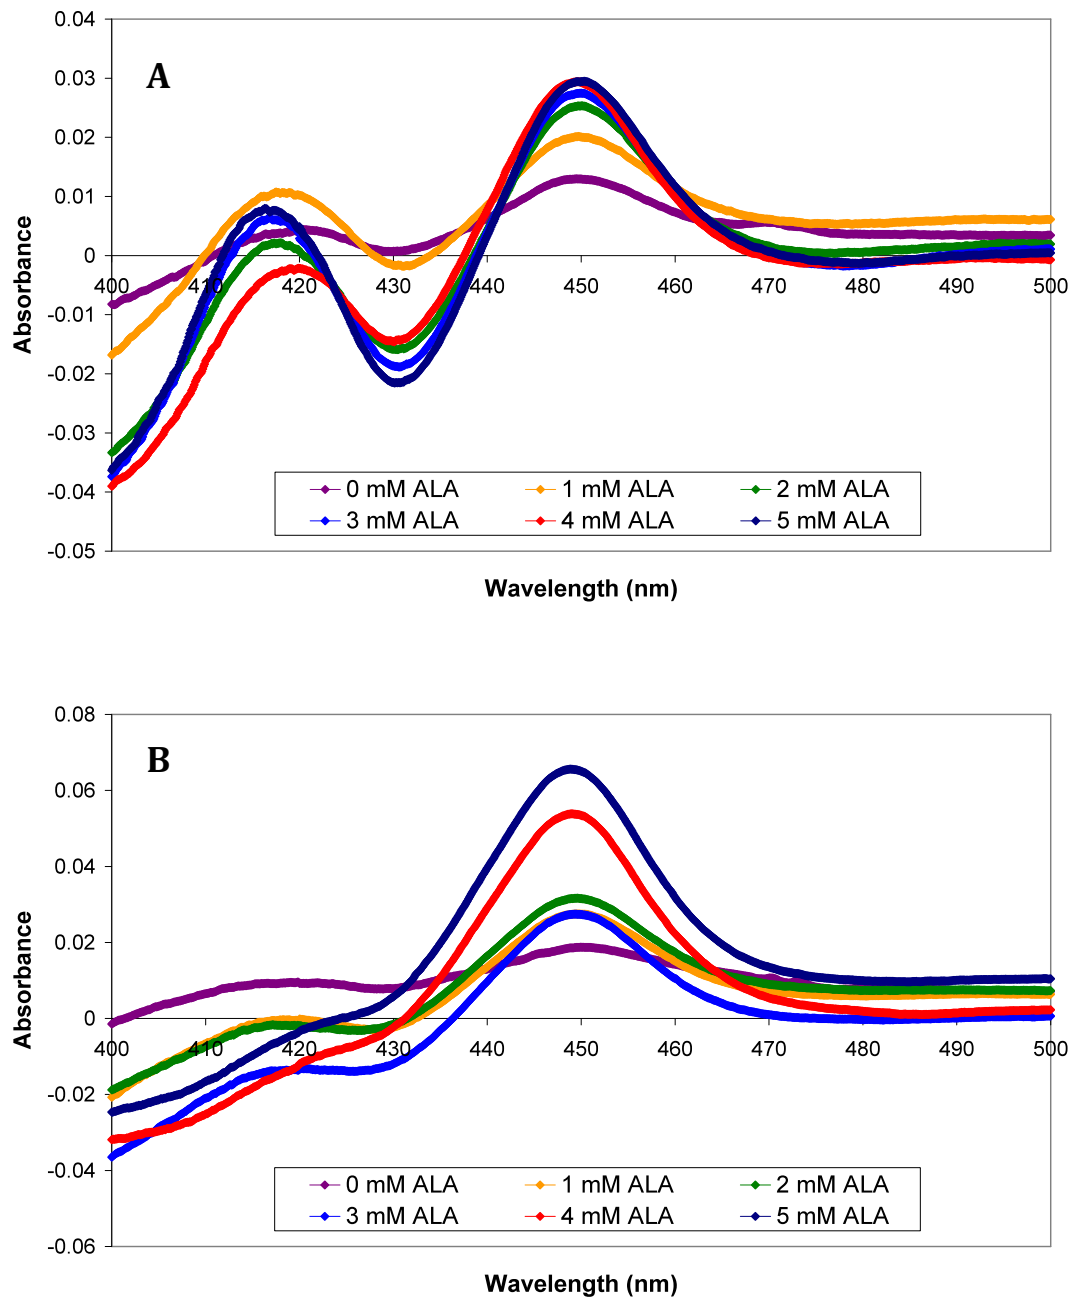 0.04
A
0.03
0.02
0.01
0
-0.01
-0.02
-0.03
-0.04
-0.05
Absorbance
400 410 420 430 440 450 460 470 480 490 500
0 mM ALA 1 mM ALA 2 mM ALA
3 mM ALA 4 mM ALA 5 mM ALA
Wavelength (nm)
0.08
B
0.06
0.04
0.02
0
-0.02
-0.04
-0.06
Absorbance
400 410 420 430 440 450 460 470 480 490 500
0 mM ALA 1 mM ALA 2 mM ALA
3 mM ALA 4 mM ALA 5 mM ALA
Wavelength (nm)